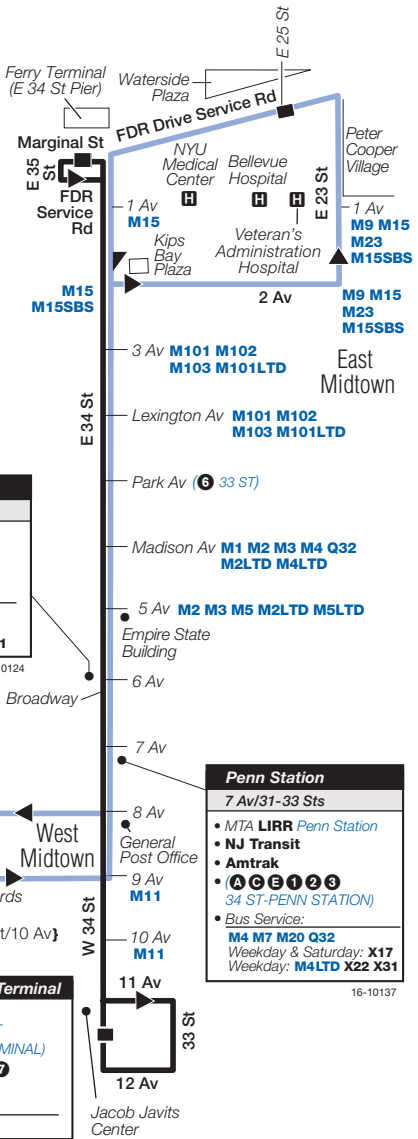 E 25 St
Ferry Terminal
(E 34 St Pier)
Waterside
Plaza
FDR Drive Service Rd
Marginal St
E 35
St
FDR
Service
Rd
NYU
Medical
Center
H
Bellevue
Hospital
H
H
Veteran's
Administration
Hospital
E 23 St
Peter
Cooper
Village
1 Av
M15
1 Av
M9 M15
M23
M15SBS
Kips
Bay
Plaza
M15
M15SBS
2 Av
M9 M15
M23
M15SBS
East
Midtown
3 Av M101 M102
M103 M101LTD
E 34 St
Lexington Av M101 M102
M103 M101LTD
Park Av (6 33 ST)
Madison Av M1 M2 M3 M4 Q32
M2LTD M4LTD
5 Av M2 M3 M5 M2LTD M5LTD
Empire State
Building
1
0124
Broadway
6 Av
7 Av
8 Av
West
Midtown
General
Post Office
9 Av
M11
rds
t/10 Av}
W 34 St
10 Av
M11
11 Av
33 St
12 Av
Jacob Javits
Center
Terminal
MINAL)
7
Penn Station
7 Av/31-33 Sts
• MTA LIRR Penn Station
• NJ Transit
• Amtrak
• (A C E 1 2 3
34 ST-PENN STATION)
• Bus Service:
M4 M7 M20 Q32
Weekday & Saturday: X17
Weekday: M4LTD X22 X31
16-10137